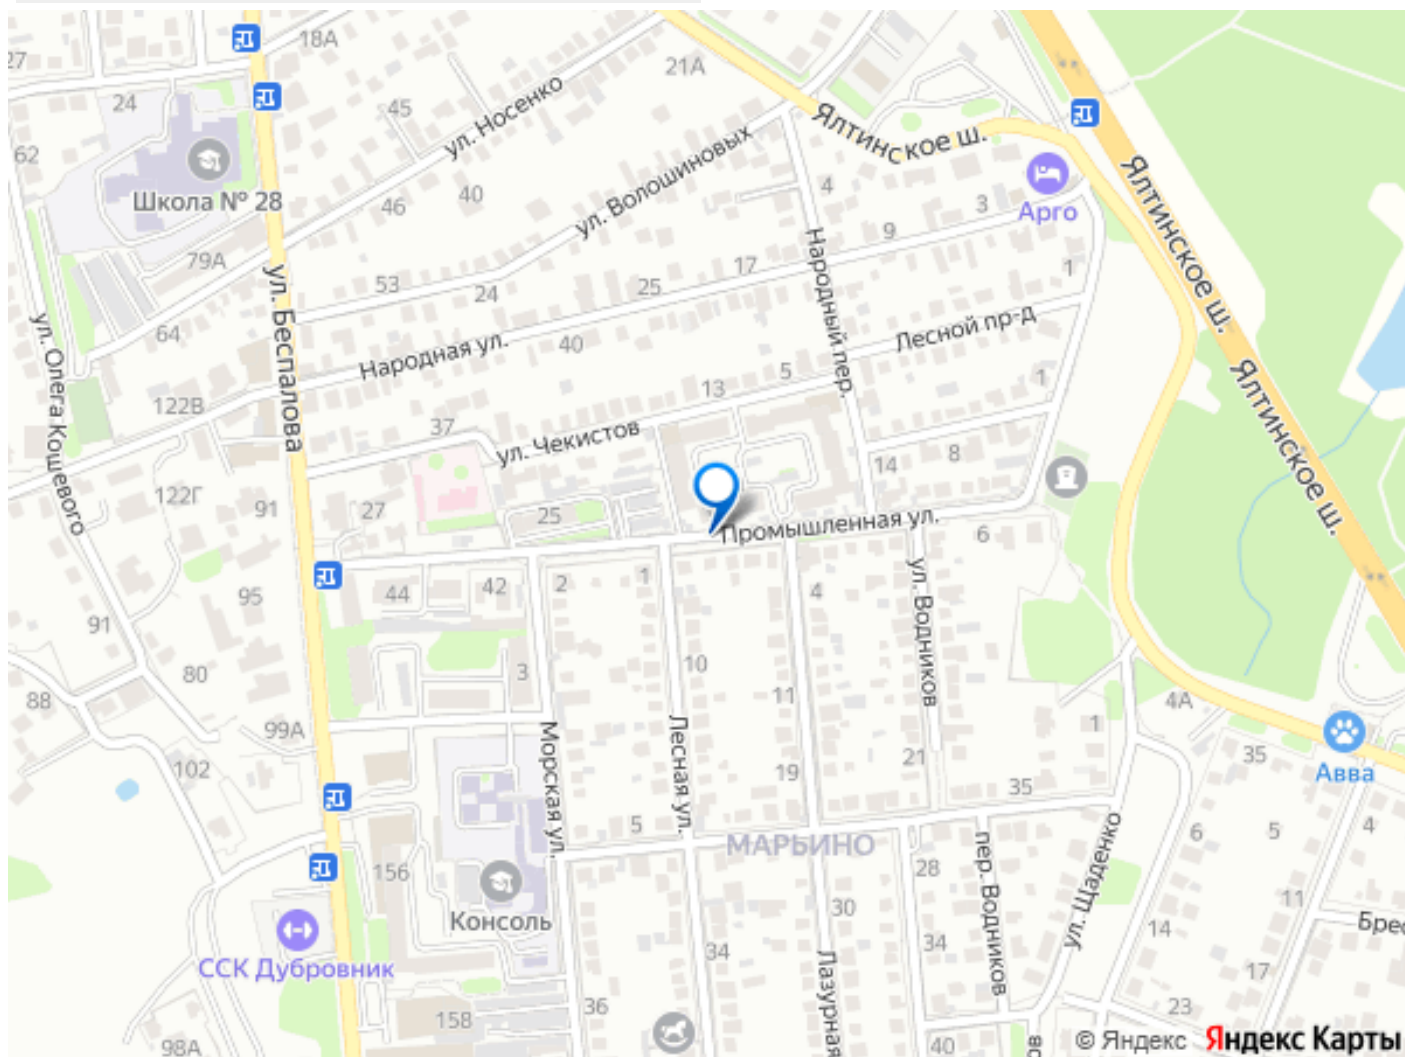 18А
27
24
21А
45
ул. Носенко
Ялтинское ш.
62
Школа № 28
ул. Волошиновых
4
Арго
Ялтинское ш.
40
46
3
9
79А
17
Народный пер.
1
ул. Беспалова
53
24
25
64
Народная ул.
40
Лесной пр-д
ул. Олега Кошевого
5
13
1
Ялтинское ш.
122В
37
ул. Чекистов
14
8
122Г
91
27
25
Промышленная ул.
6
44
42
2
1
4
ул. Водников
95
91
80
3
10
11
88
99А
Морская ул.
Лесная ул.
1
4А
102
19
21
35
35
Авва
5
МАРЬИНО
пер. Водников
ул. Щаденко
6
5
4
156
28
11
Консоль
30
14
Брес
ССК Дубровник
34
Лазурная
34
17
36
23
158
98А
40
ов
© Яндекс
Яндекс Карты